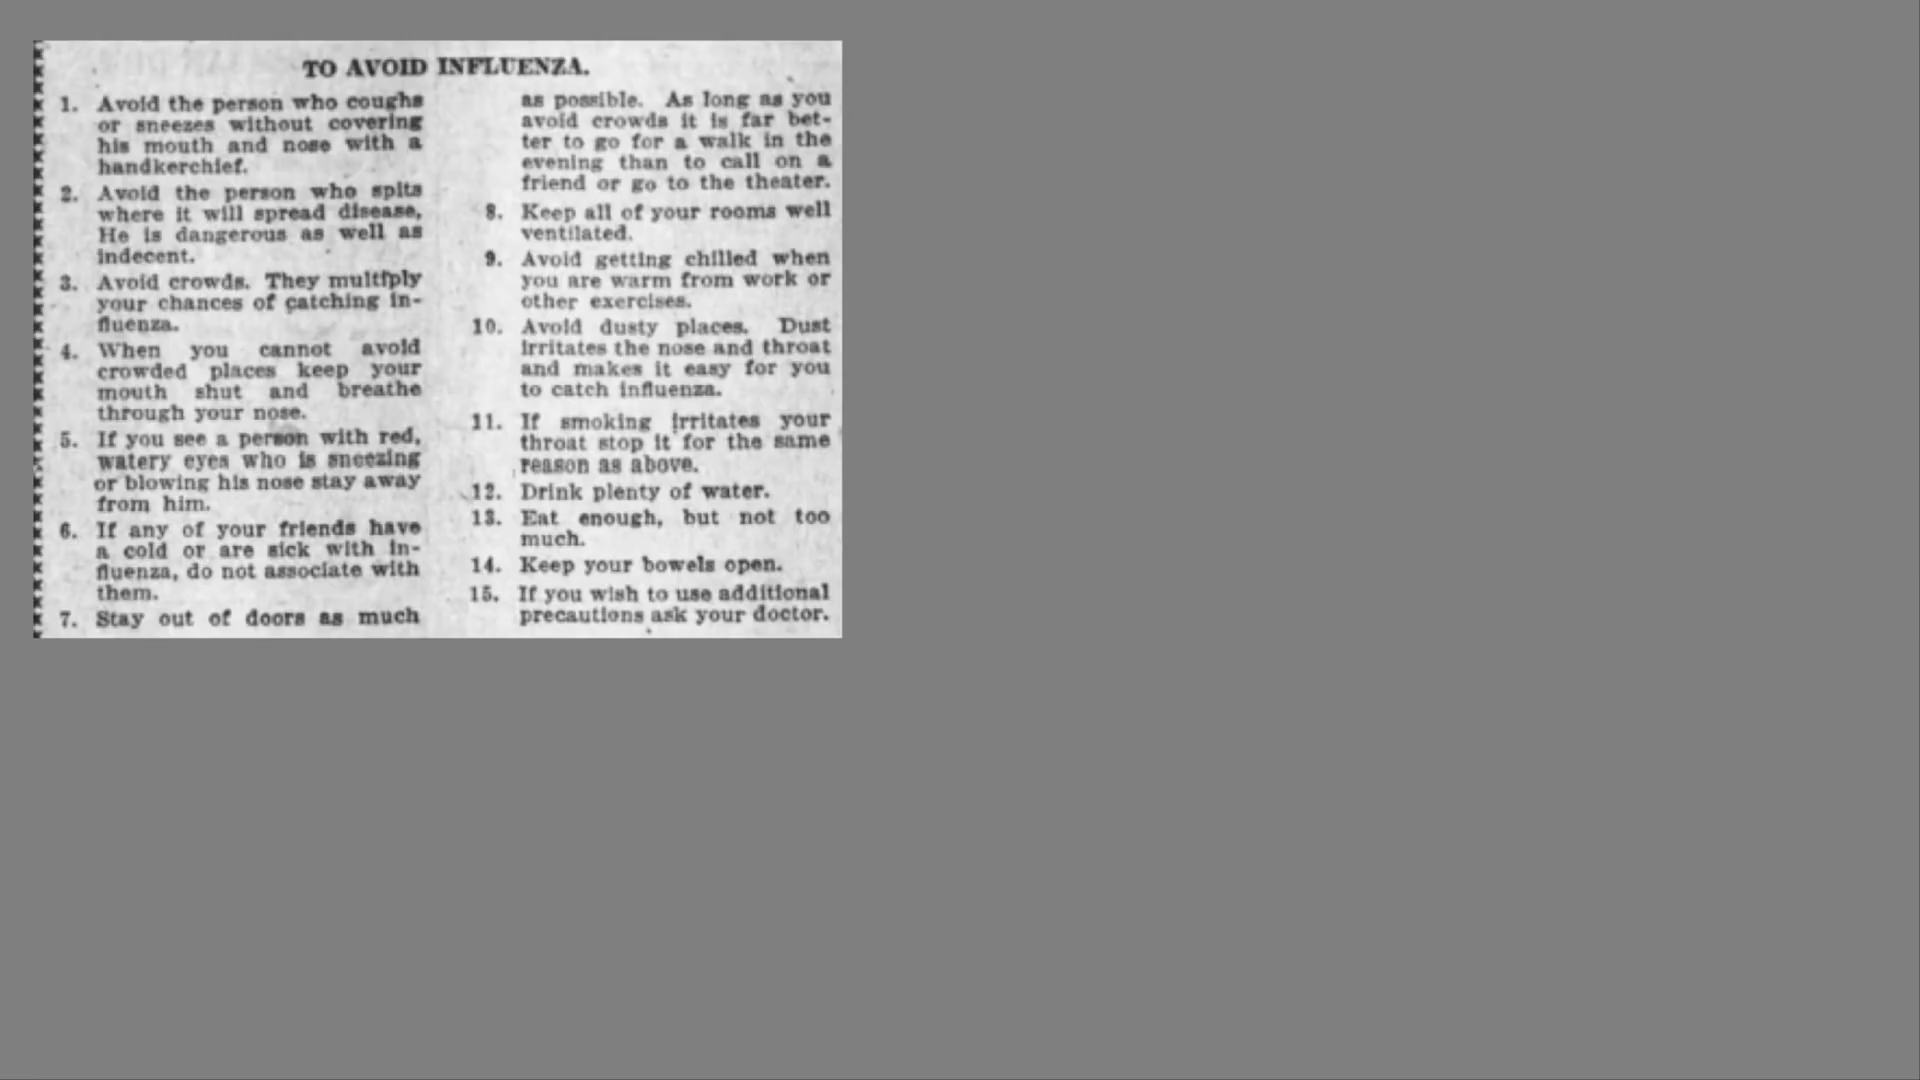 TO AVOID INFLUENZA.
1. Avoid the person who coughs
or sneezes without covering
his mouth and nose with a
handkerchief.
2. Avoid the person who spits
where it will spread disease,
He is dangerous as well as
indecent.
3. Avoid crowds. They multiply
your chances of catching in-
fluenza.
4. When you cannot avoid
crowded places keep your
mouth shut and breathe
through your nose.
5. If you see a person with red,
watery eyes who is sneezing
or blowing his nose stay away
from him.
6. If any of your friends have
a cold or are sick with in-
fluenza, do not associate with
them.
7. Stay out of doors as much
as possible. As long as you
avoid crowds it is far bet-
ter to go for a walk in the
evening than to call on a
friend or go to the theater.
8. Keep all of your rooms well
ventilated.
9. Avoid getting chilled when
you are warm from work or
other exercises.
10. Avoid dusty places. Dust
irritates the nose and throat
and makes it easy for you
to catch influenza.
11. If smoking irritates your
throat stop it for the same
reason as above.
12. Drink plenty of water.
13. Eat enough, but not too
much.
14. Keep your bowels open.
15. If you wish to use additional
precautions ask your doctor.